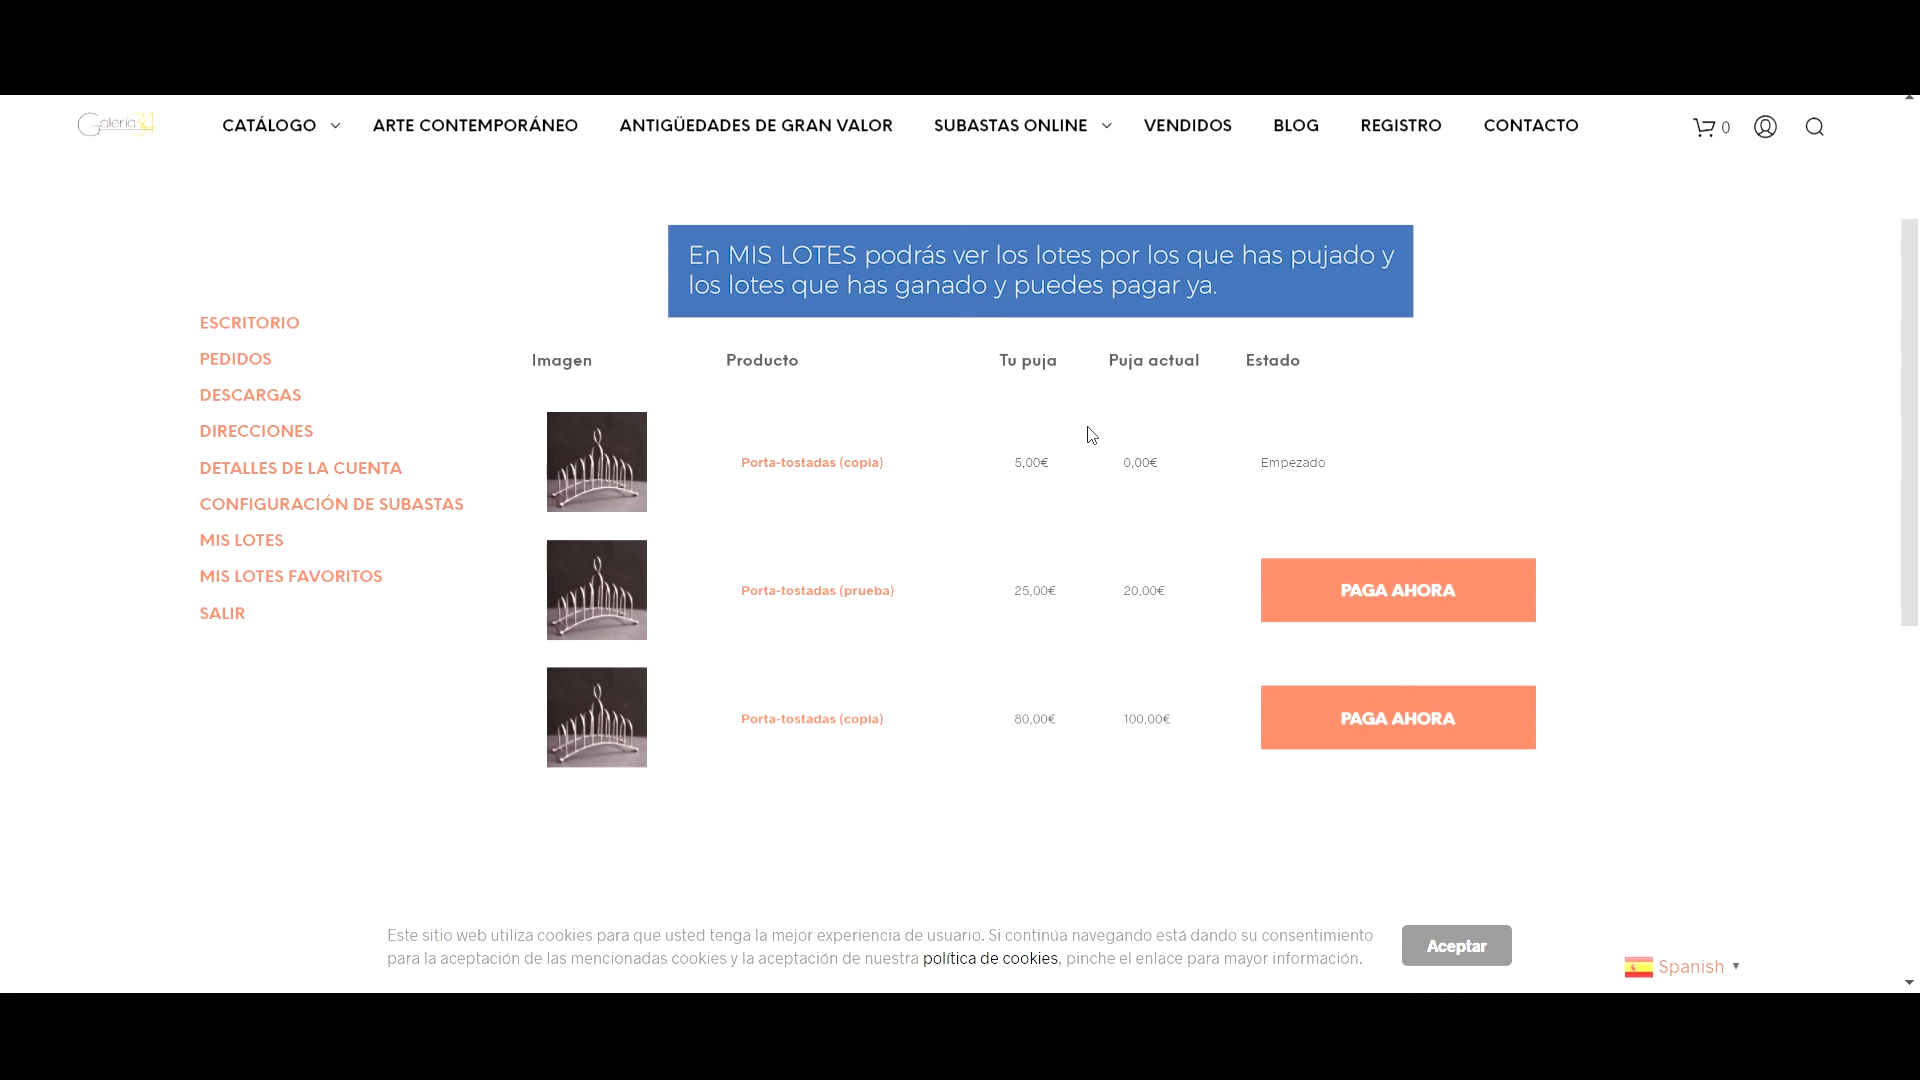 Galería 34
CATÁLOGO
ARTE CONTEMPORÁNEO
ANTIGÜEDADES DE GRAN VALOR
SUBASTAS ONLINE
VENDIDOS
BLOG
REGISTRO
CONTACTO
0
En MIS LOTES podrás ver los lotes por los que has pujado y
los lotes que has ganado y puedes pagar ya.
ESCRITORIO
PEDIDOS
DESCARGAS
DIRECCIONES
DETALLES DE LA CUENTA
CONFIGURACIÓN DE SUBASTAS
MIS LOTES
MIS LOTES FAVORITOS
SALIR
Imagen Producto Tu puja Puja actual Estado
Porta-tostadas (copia) 5,00€ 0,00€ Empezado
Porta-tostadas (prueba) 25,00€ 20,00€ PAGA AHORA
Porta-tostadas (copia) 80,00€ 100,00€ PAGA AHORA
Este sitio web utiliza cookies para que usted tenga la mejor experiencia de usuario. Si continúa navegando está dando su consentimiento
para la aceptación de las mencionadas cookies y la aceptación de nuestra política de cookies, pinche el enlace para mayor información.
Aceptar
Spanish